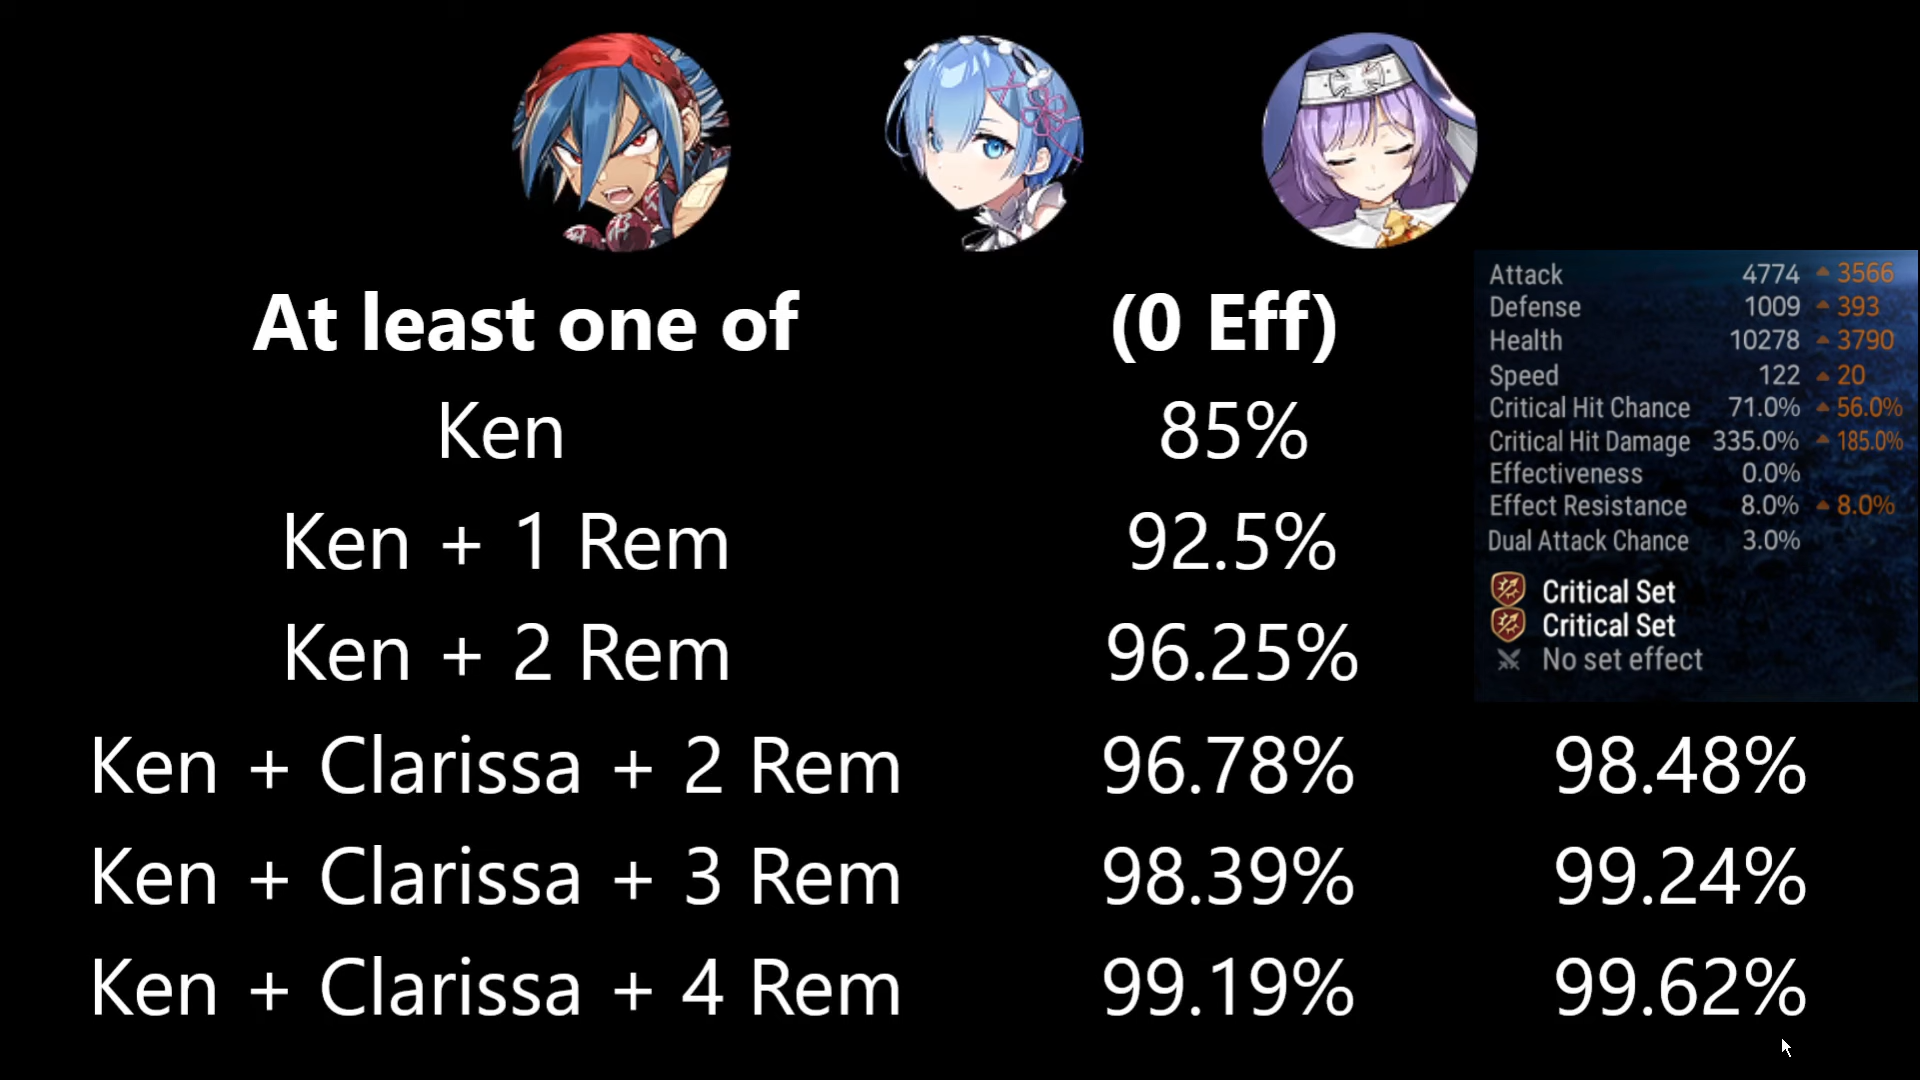 At least one of (0 Eff)
Ken 85%
Ken + 1 Rem 92.5%
Ken + 2 Rem 96.25%
Ken + Clarissa + 2 Rem 96.78% 98.48%
Ken + Clarissa + 3 Rem 98.39% 99.24%
Ken + Clarissa + 4 Rem 99.19% 99.62%
Attack 4774 3566
Defense 1009 393
Health 10278 3790
Speed 122 20
Critical Hit Chance 71.0% 56.0%
Critical Hit Damage 335.0% 185.0%
Effectiveness 0.0%
Effect Resistance 8.0% 8.0%
Dual Attack Chance 3.0%
Critical Set
Critical Set
No set effect